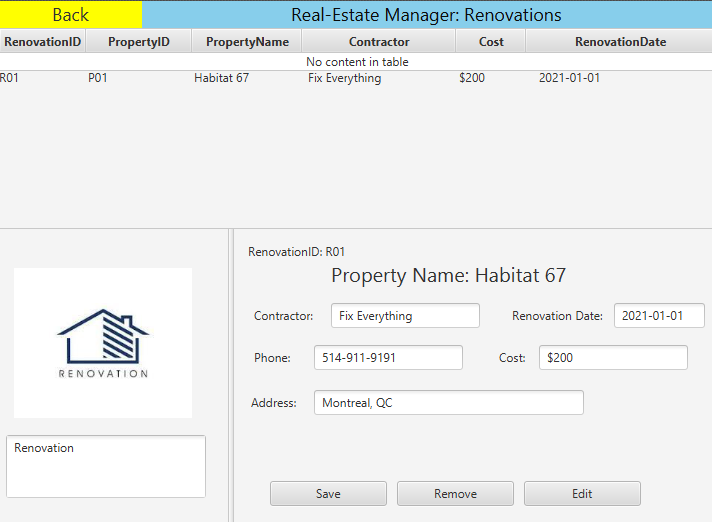 Back Real-Estate Manager: Renovations
RenovationID PropertyID PropertyName Contractor Cost RenovationDate
No content in table
R01 P01 Habitat 67 Fix Everything $200 2021-01-01
RenovationID: R01
Property Name: Habitat 67
Contractor: Fix Everything Renovation Date: 2021-01-01
Phone: 514-911-9191 Cost: $200
Address: Montreal, QC
RENOVATION
Renovation
Save Remove Edit